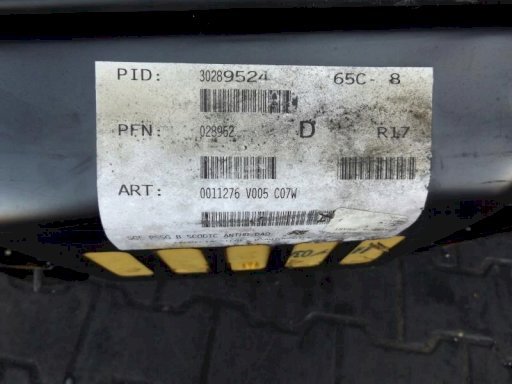 PID: 30289524 65C- 8
PFN: 028952 D R17
ART: 0011276 V005 C07W